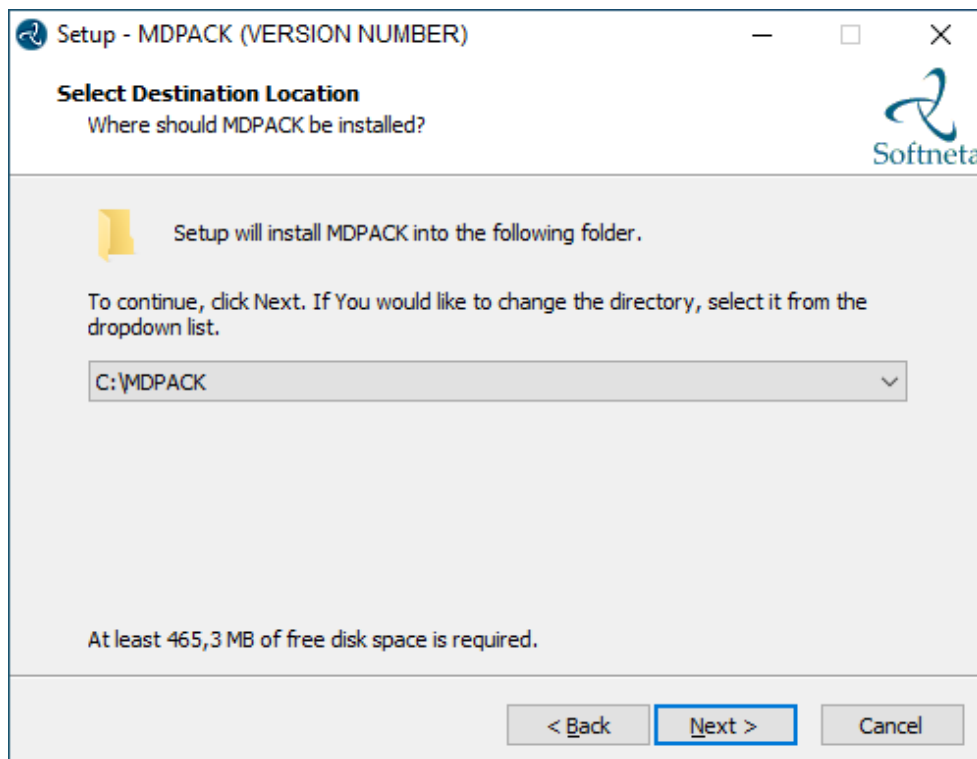 Setup - MDPACK (VERSION NUMBER)
Select Destination Location
Where should MDPACK be installed?
Softneta
Setup will install MDPACK into the following folder.
To continue, click Next. If You would like to change the directory, select it from the
dropdown list.
C:\MDPACK
At least 465,3 MB of free disk space is required.
< Back
Next >
Cancel